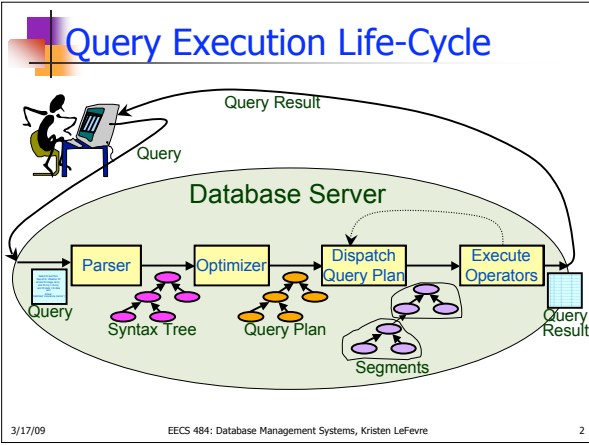 Query Execution Life-Cycle
Query Result
Query
Database Server
Parser
Optimizer
Dispatch
Query Plan
Execute
Operators
Query
Syntax Tree
Query Plan
Segments
Query
Result
3/17/09
EECS 484: Database Management Systems, Kristen LeFevre
2